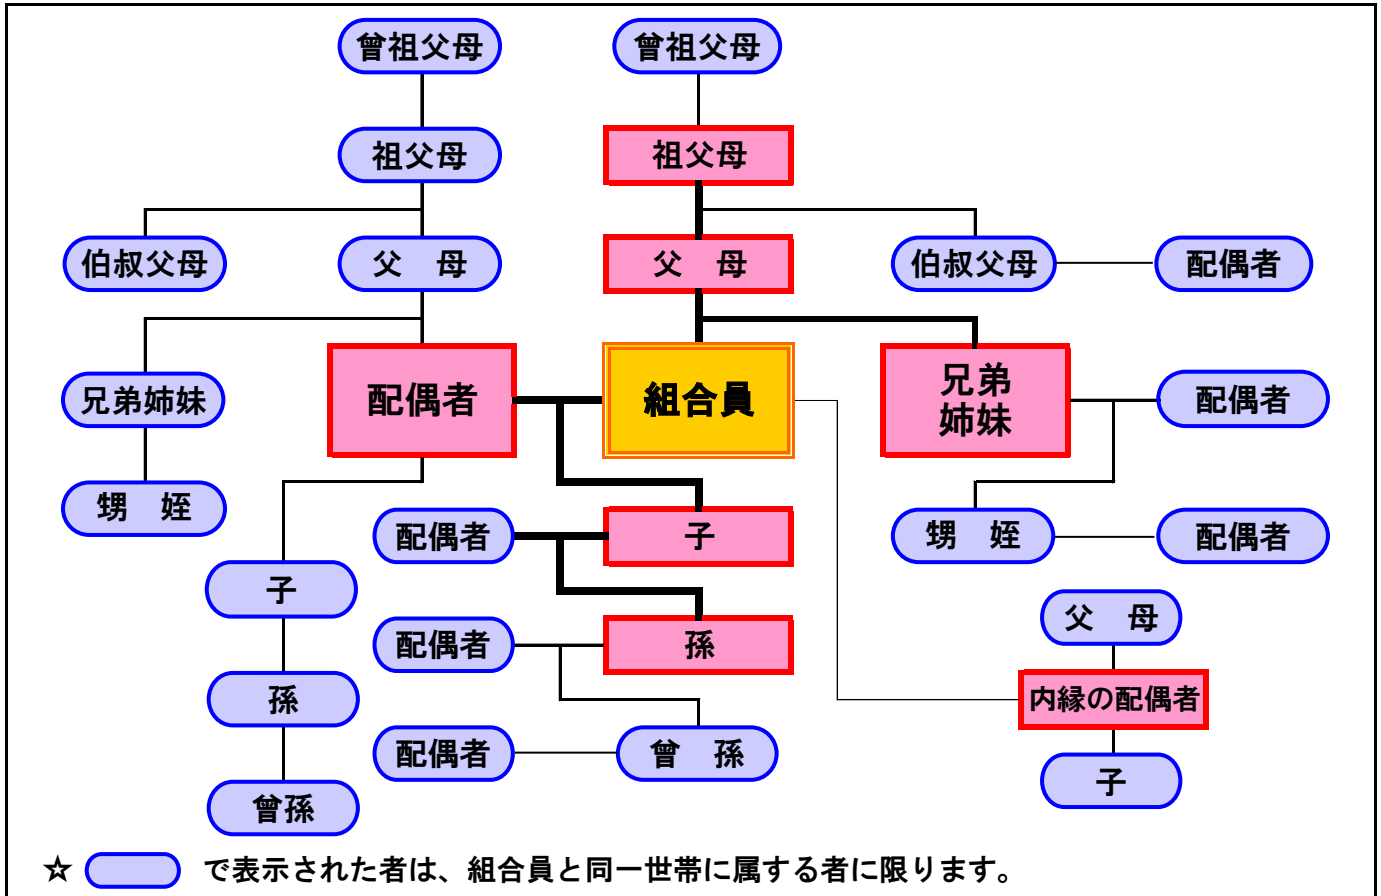 曾祖父母
曾祖父母
祖父母
祖父母
伯叔父母
父　母
父　母
伯叔父母
配偶者
兄弟姉妹
配偶者
組合員
兄弟
姉妹
配偶者
甥　姪
配偶者
子
甥　姪
配偶者
子
配偶者
孫
父　母
孫
内縁の配偶者
配偶者
曾　孫
子
曾孫
☆　で表示された者は、組合員と同一世帯に属する者に限ります。